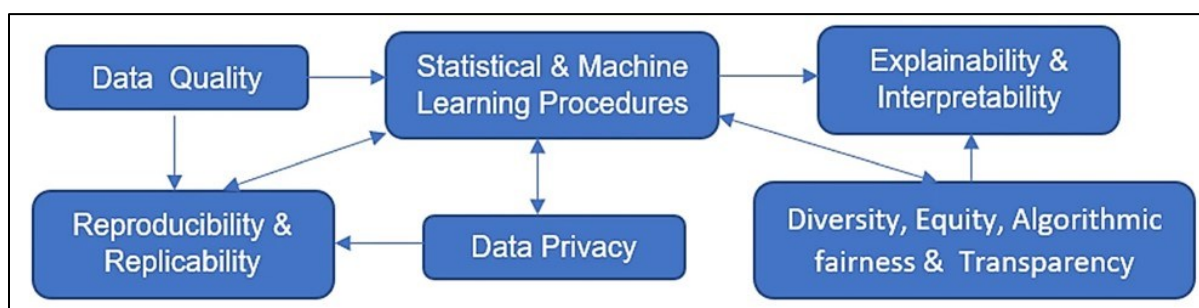 Data Quality
Statistical & Machine
Learning Procedures
Explainability &
Interpretability
Reproducibility &
Replicability
Data Privacy
Diversity, Equity, Algorithmic
fairness & Transparency